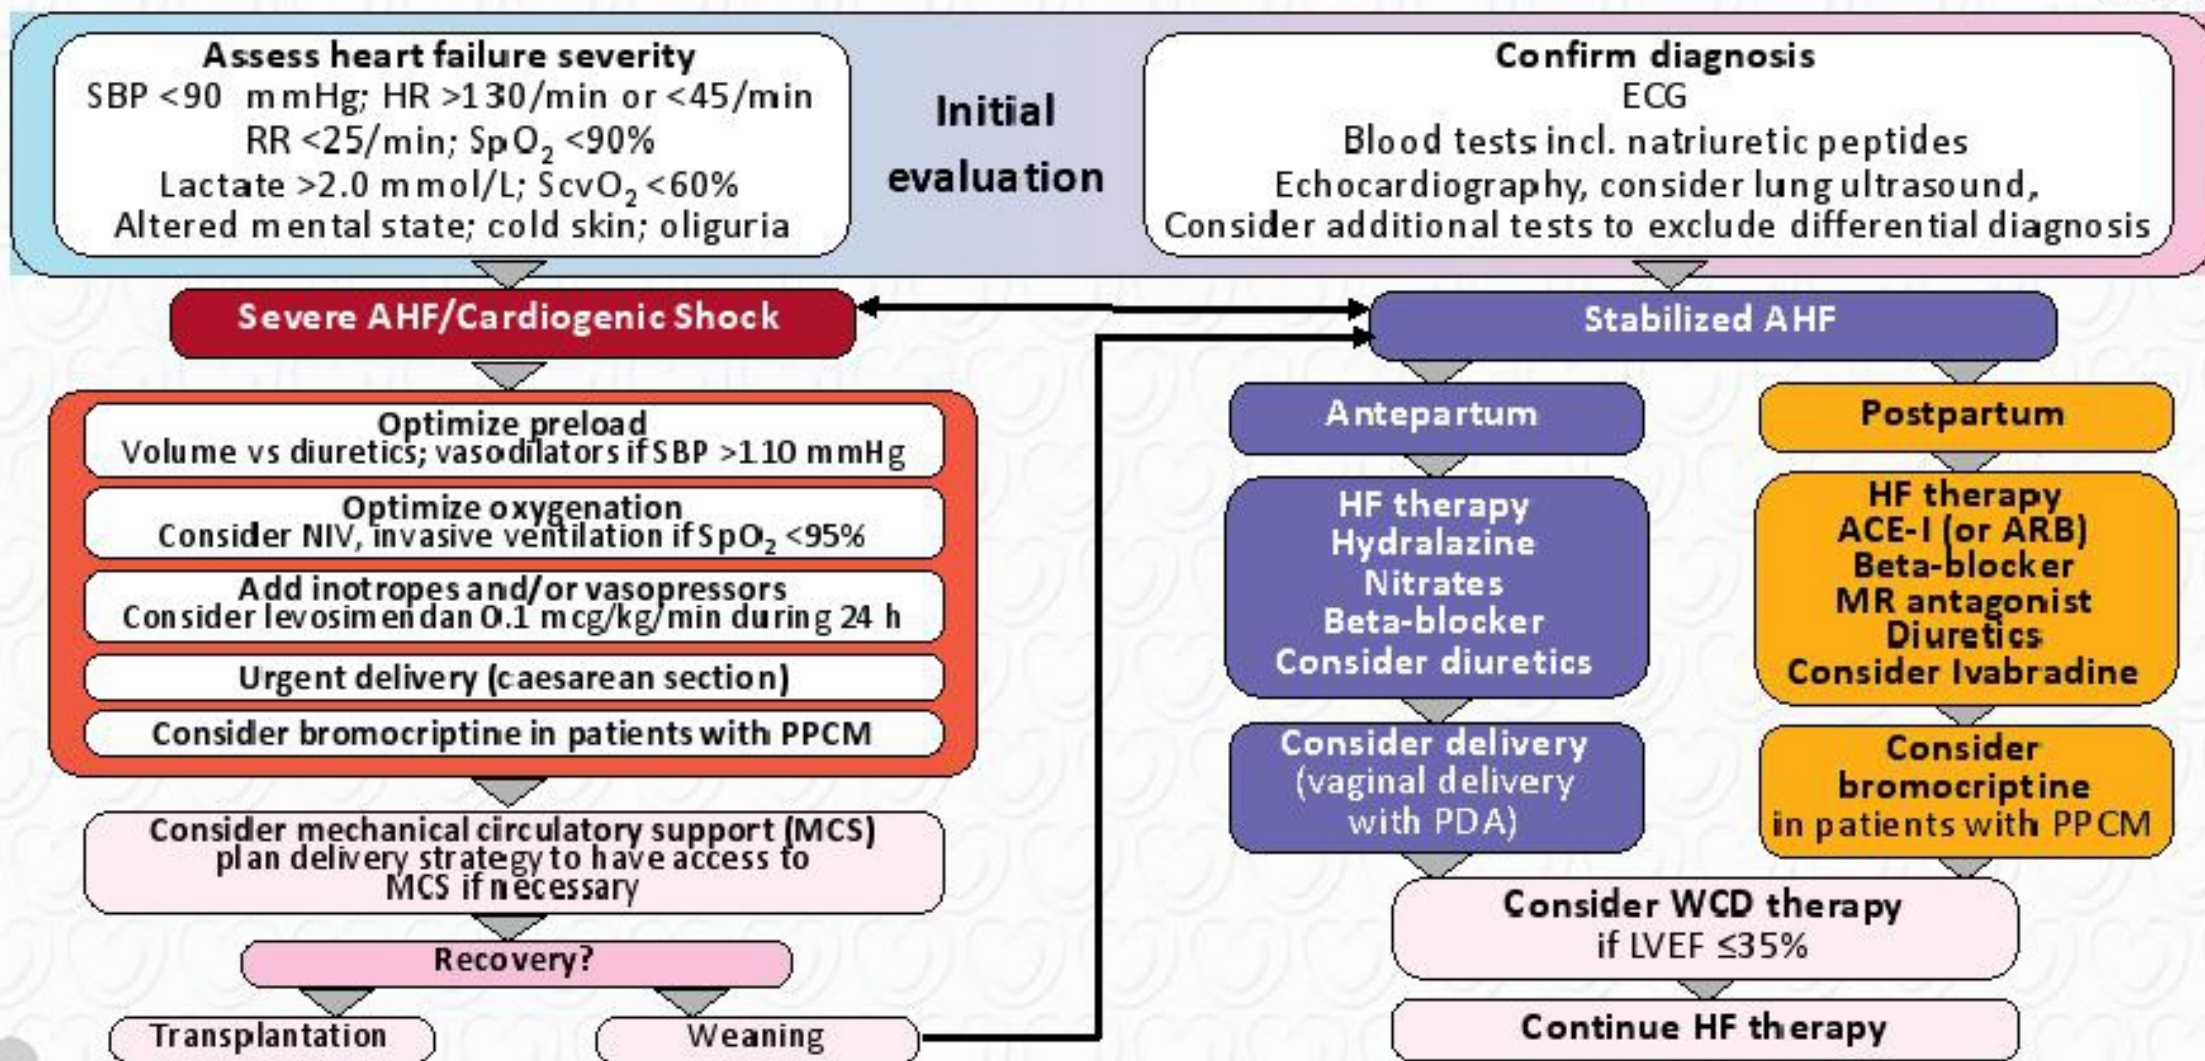 Assess heart failure severity
SBP <90 mmHg; HR >130/min or <45/min
RR <25/min; SpO₂ <90%
Lactate >2.0 mmol/L; ScvO₂ <60%
Altered mental state; cold skin; oliguria
Initial
evaluation
Confirm diagnosis
ECG
Blood tests incl. natriuretic peptides
Echocardiography, consider lung ultrasound,
Consider additional tests to exclude differential diagnosis
Severe AHF/Cardiogenic Shock
Optimize preload
Volume vs diuretics; vasodilators if SBP >110 mmHg
Optimize oxygenation
Consider NIV, invasive ventilation if SpO₂ <95%
Add inotropes and/or vasopressors
Consider levosimendan 0.1 mcg/kg/min during 24 h
Urgent delivery (caesarean section)
Consider bromocriptine in patients with PPCM
Consider mechanical circulatory support (MCS)
plan delivery strategy to have access to
MCS if necessary
Recovery?
Transplantation
Weaning
Stabilized AHF
Antepartum
HF therapy
Hydralazine
Nitrates
Beta-blocker
Consider diuretics
Consider delivery
(vaginal delivery
with PDA)
Postpartum
HF therapy
ACE-I (or ARB)
Beta-blocker
MR antagonist
Diuretics
Consider Ivabradine
Consider
bromocriptine
in patients with PPCM
Consider WCD therapy
if LVEF ≤35%
Continue HF therapy